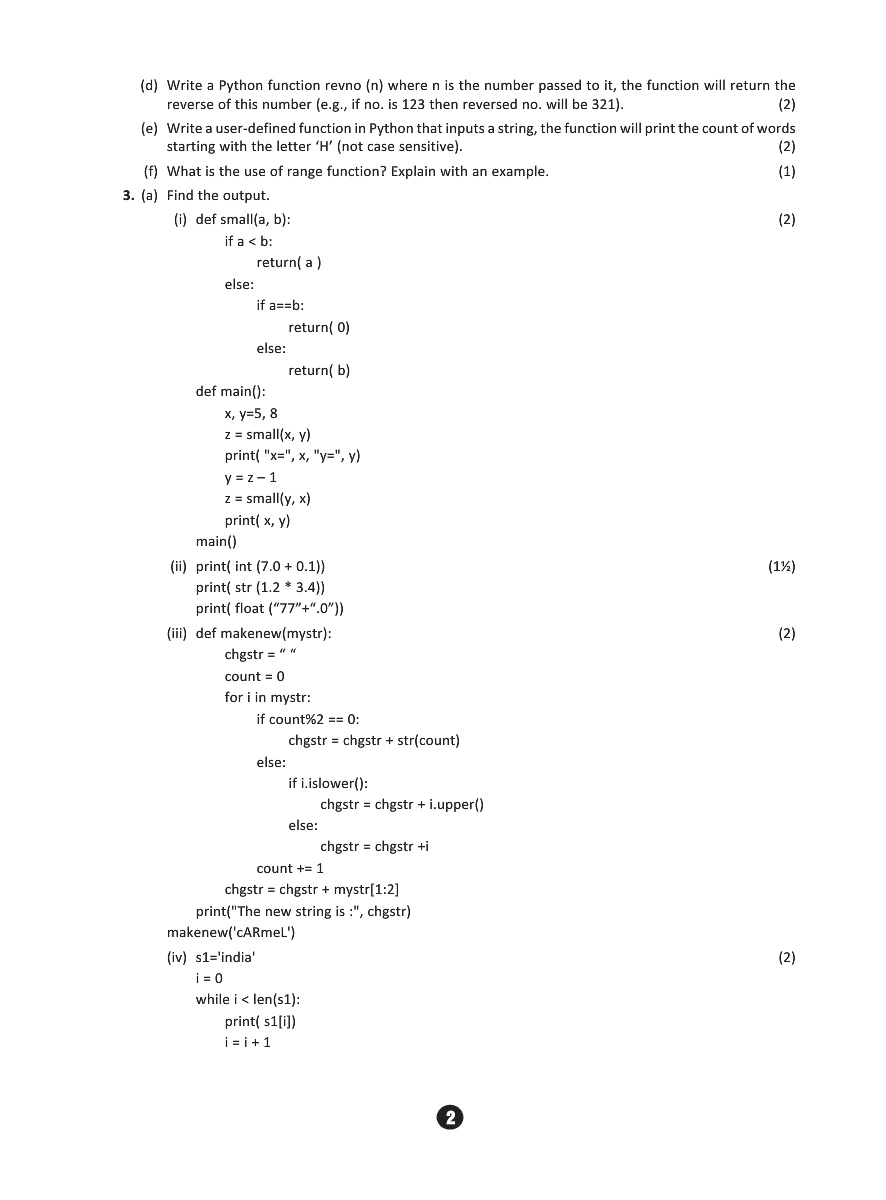 (d) Write a Python function revno (n) where n is the number passed to it, the function will return the
reverse of this number (e.g., if no. is 123 then reversed no. will be 321). (2)
(e) Write a user-defined function in Python that inputs a string, the function will print the count of words
starting with the letter ‘H’ (not case sensitive). (2)
(f) What is the use of range function? Explain with an example. (1)
3. (a) Find the output.
(i) def small(a, b): (2)
if a < b:
return( a )
else:
if a==b:
return( 0)
else:
return( b)
def main():
x, y=5, 8
z = small(x, y)
print( "x=", x, "y=", y)
y = z – 1
z = small(y, x)
print( x, y)
main()
(ii) print( int (7.0 + 0.1)) (1½)
print( str (1.2 * 3.4))
print( float (“77”+“.0”))
(iii) def makenew(mystr): (2)
chgstr = “ “
count = 0
for i in mystr:
if count%2 == 0:
chgstr = chgstr + str(count)
else:
if i.islower():
chgstr = chgstr + i.upper()
else:
chgstr = chgstr +i
count += 1
chgstr = chgstr + mystr[1:2]
print("The new string is :", chgstr)
makenew('cARmeL')
(iv) s1='india' (2)
i = 0
while i < len(s1):
print( s1[i])
i = i + 1
2